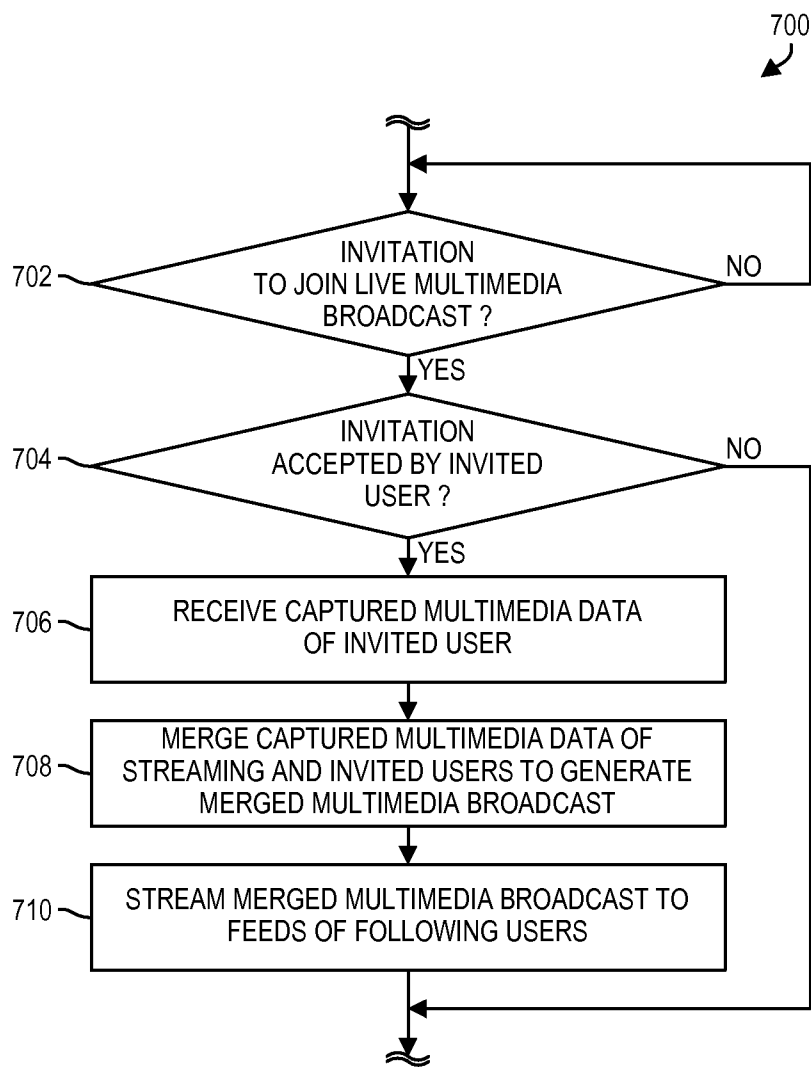 700
INVITATION
TO JOIN LIVE MULTIMEDIA
BROADCAST ?
702
NO
YES
INVITATION
ACCEPTED BY INVITED
USER ?
704
NO
YES
706
RECEIVE CAPTURED MULTIMEDIA DATA
OF INVITED USER
708
MERGE CAPTURED MULTIMEDIA DATA OF
STREAMING AND INVITED USERS TO GENERATE
MERGED MULTIMEDIA BROADCAST
710
STREAM MERGED MULTIMEDIA BROADCAST TO
FEEDS OF FOLLOWING USERS